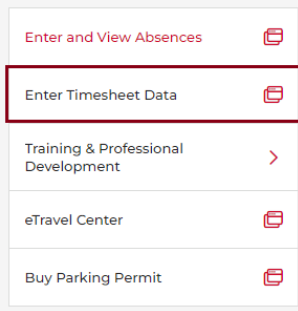 Enter and View Absences
Enter Timesheet Data
Training & Professional
Development
eTravel Center
Buy Parking Permit